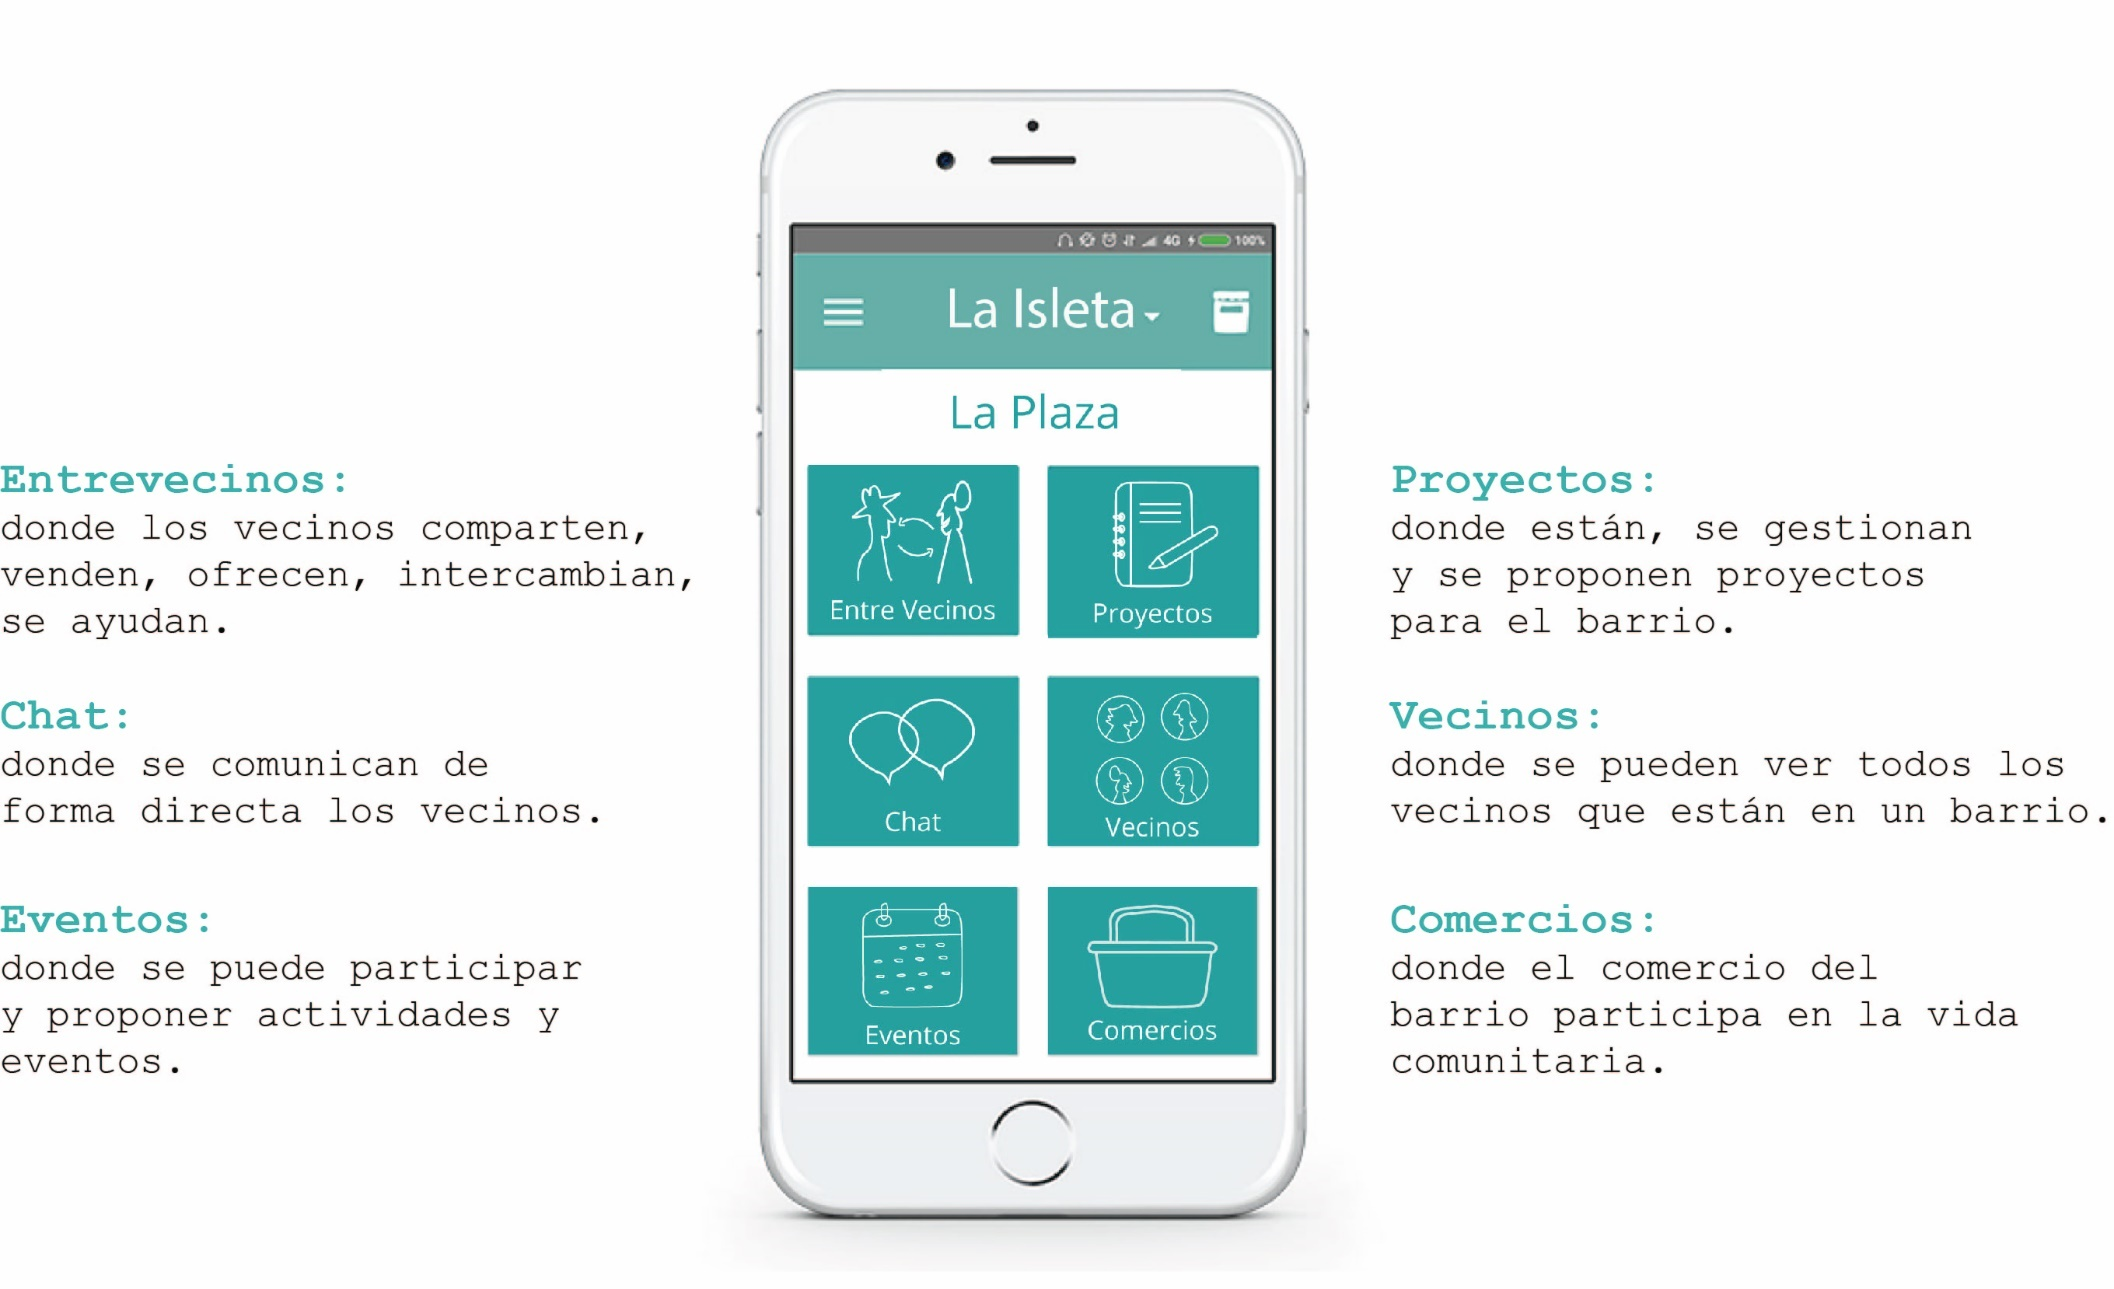 4G 100%
La Isleta
La Plaza
Entre Vecinos
Proyectos
Chat
Vecinos
Eventos
Comercios
Entrevecinos:
donde los vecinos comparten,
venden, ofrecen, intercambian,
se ayudan.
Chat:
donde se comunican de
forma directa los vecinos.
Eventos:
donde se puede participar
y proponer actividades y
eventos.
Proyectos:
donde están, se gestionan
y se proponen proyectos
para el barrio.
Vecinos:
donde se pueden ver todos los
vecinos que están en un barrio.
Comercios:
donde el comercio del
barrio participa en la vida
comunitaria.